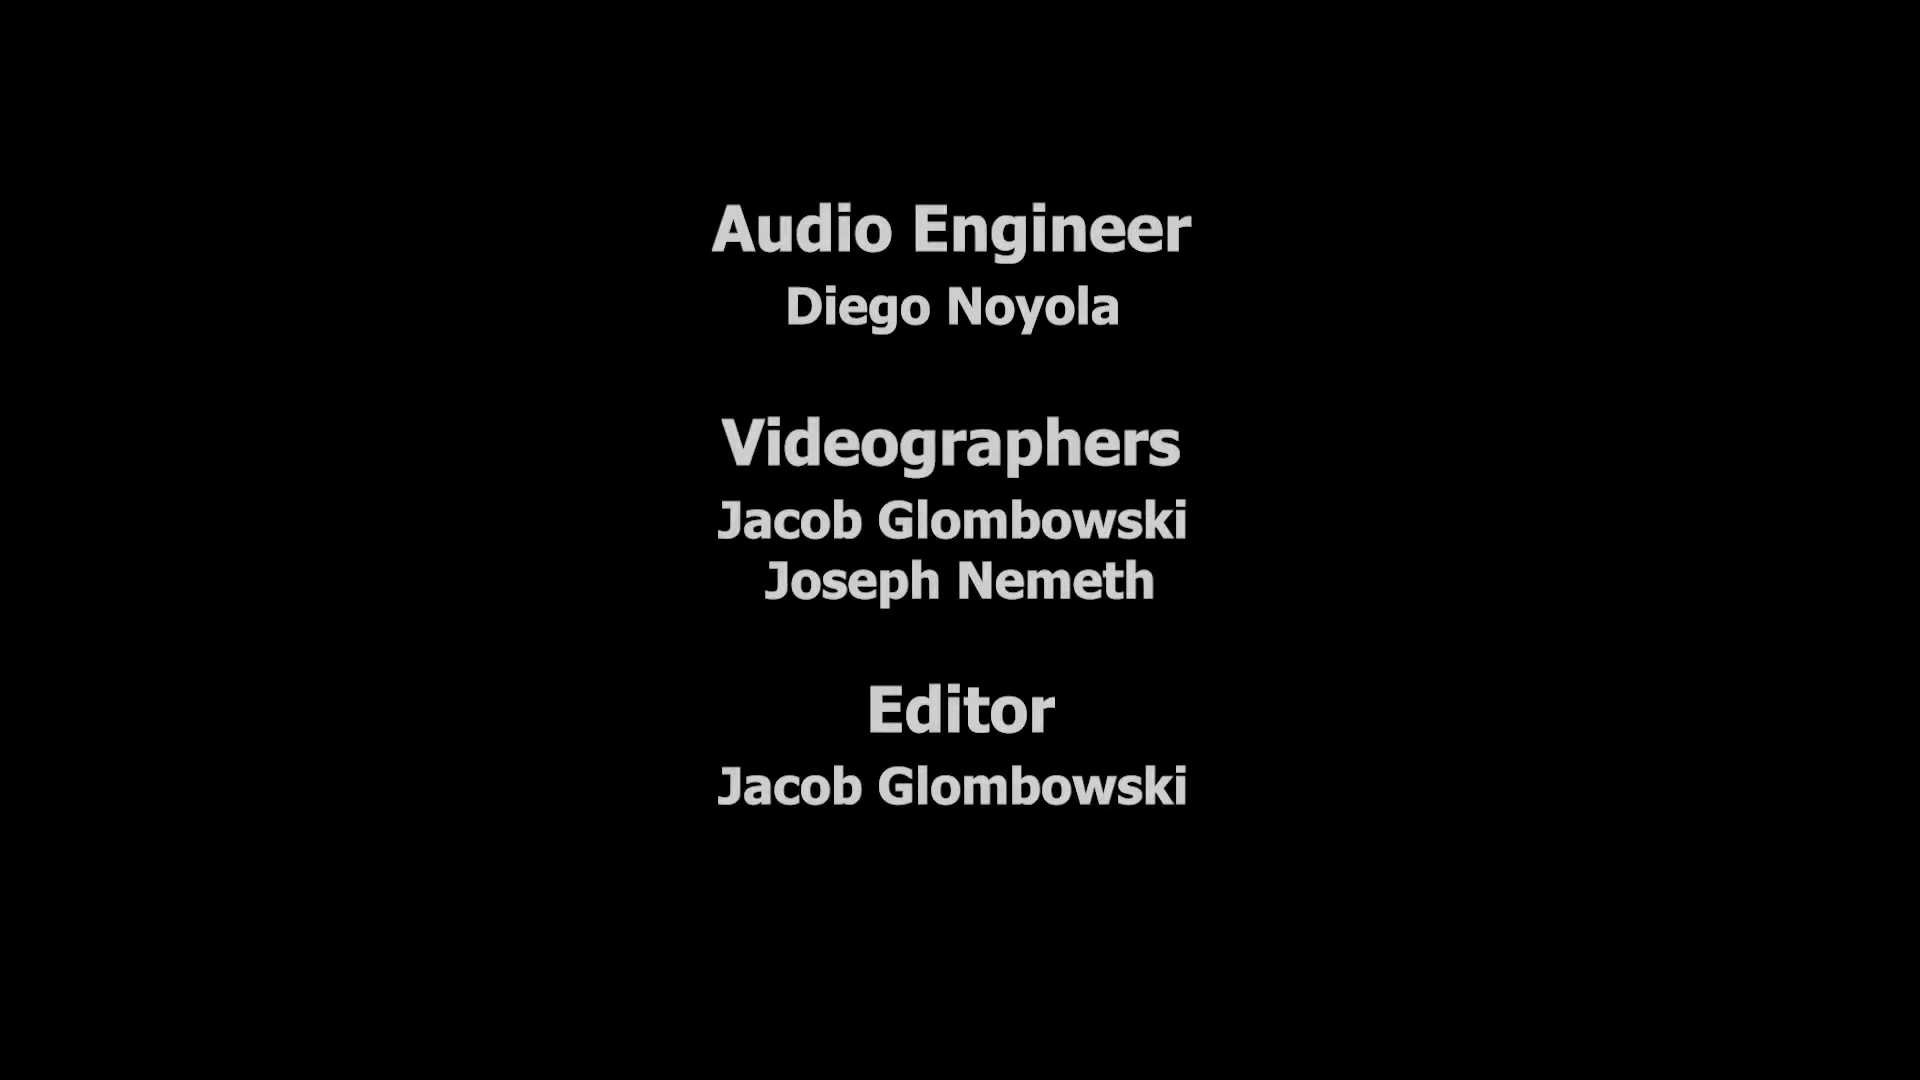 Audio Engineer
Diego Noyola
Videographers
Jacob Glombowski
Joseph Nemeth
Editor
Jacob Glombowski